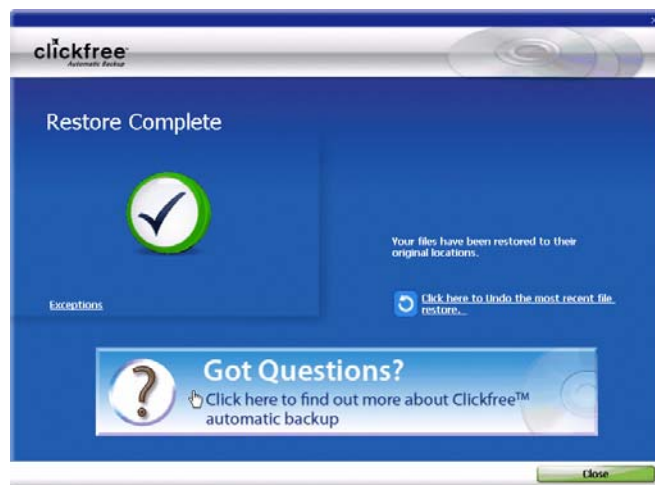 clickfree
Automatic Backup
Restore Complete
Your files have been restored to their
original locations.
Exceptions
Click here to Undo the most recent file
restore.
Got Questions?
Click here to find out more about Clickfree™
automatic backup
Close